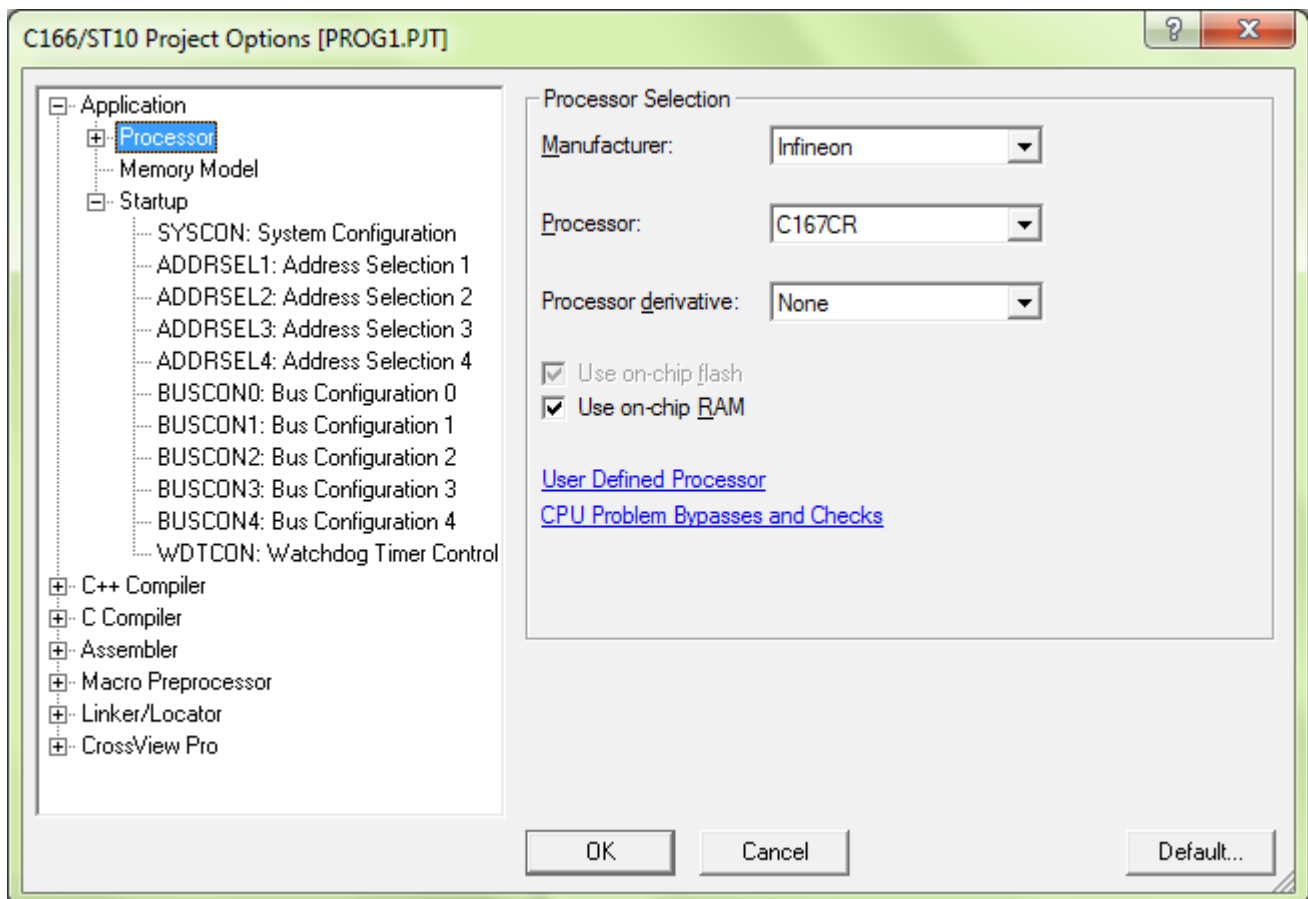 C166/ST10 Project Options [PROG1.PJT]
Application
Processor
Memory Model
Startup
SYSCON: System Configuration
ADDRSEL1: Address Selection 1
ADDRSEL2: Address Selection 2
ADDRSEL3: Address Selection 3
ADDRSEL4: Address Selection 4
BUSCON0: Bus Configuration 0
BUSCON1: Bus Configuration 1
BUSCON2: Bus Configuration 2
BUSCON3: Bus Configuration 3
BUSCON4: Bus Configuration 4
WDTCON: Watchdog Timer Control
C++ Compiler
C Compiler
Assembler
Macro Preprocessor
Linker/Locator
CrossView Pro
Processor Selection
Manufacturer: Infineon
Processor: C167CR
Processor derivative: None
Use on-chip flash
Use on-chip RAM
User Defined Processor
CPU Problem Bypasses and Checks
OK Cancel Default...